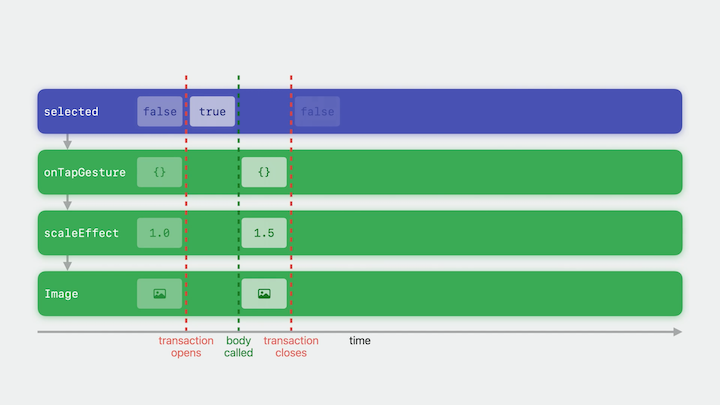 selected false true false
onTapGesture {} {}
scaleEffect 1.0 1.5
Image
transaction opens
body called
transaction closes
time